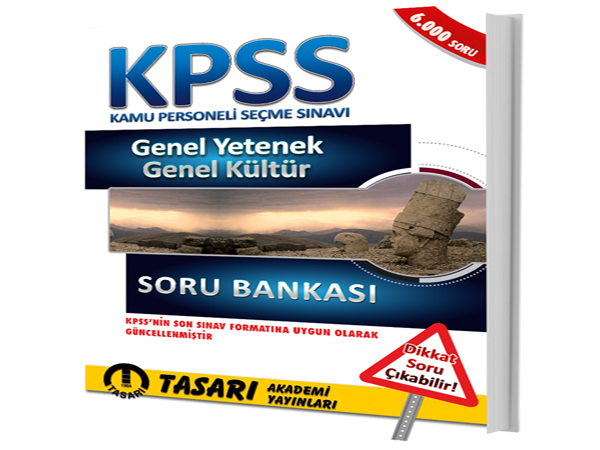 6.000 SORU
KPSS
KAMU PERSONELİ SEÇME SINAVI
Genel Yetenek
Genel Kültür
SORU BANKASI
KPSS'NİN SON SINAV FORMATINA UYGUN OLARAK
GÜNCELLENMİŞTİR
Dikkat
Soru
Çıkabilir!
TASARI
TASARI
AKADEMİ
YAYINLARI